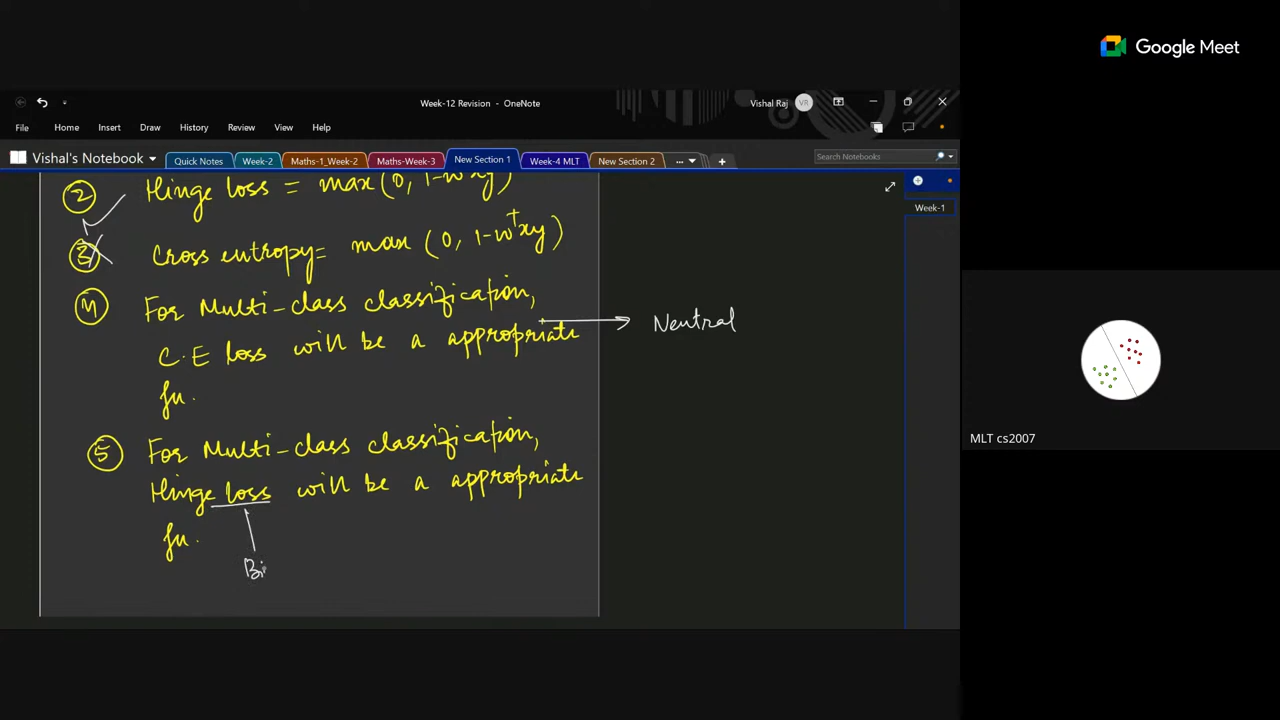 Google Meet
Week-12 Revision - OneNote
Vishal Raj
VR
File Home Insert Draw History Review View Help
Vishal's Notebook
Quick Notes Week-2 Maths-1_Week-2 Maths-Week-3 New Section 1 Week-4 MLT New Section 2 ...
Search Notebooks
Week-1
2 Hinge loss = max(0, 1-wᵀxy)
3 Cross entropy = max (0, 1-wᵀxy)
4 For Multi-class classification,
C.E loss will be a appropriate
fn.
Neutral
5 For Multi-class classification,
Hinge loss will be a appropriate
fn.
Bi
MLT cs2007